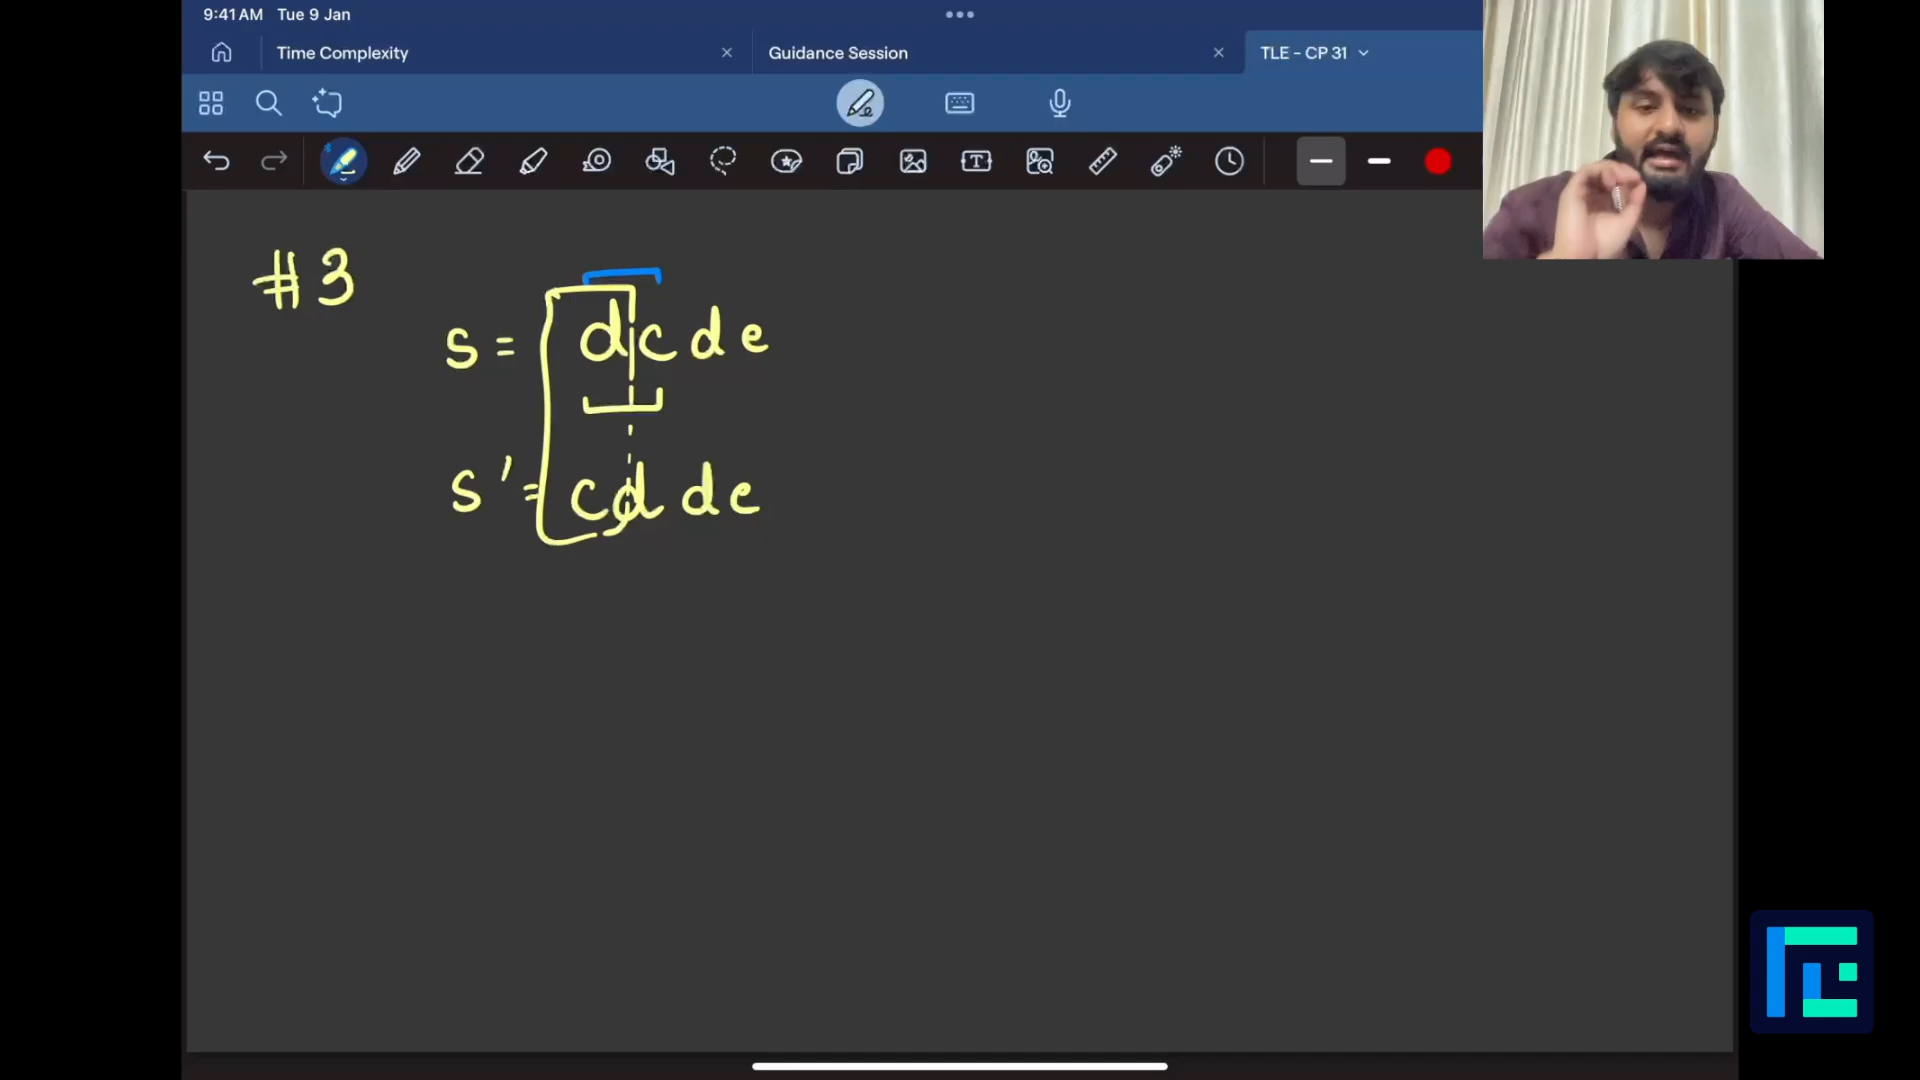 9:41 AM Tue 9 Jan
Time Complexity
Guidance Session
TLE - CP 31
#3
s = dcde
s' = cdde